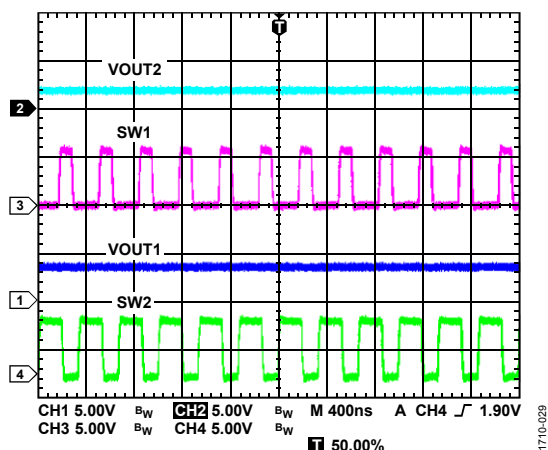 T
VOUT2
2
SW1
3
VOUT1
1
SW2
4
CH1 5.00V BW CH2 5.00V BW M 400ns A CH4 1.90V
CH3 5.00V BW CH4 5.00V BW
T 50.00%
1710-029